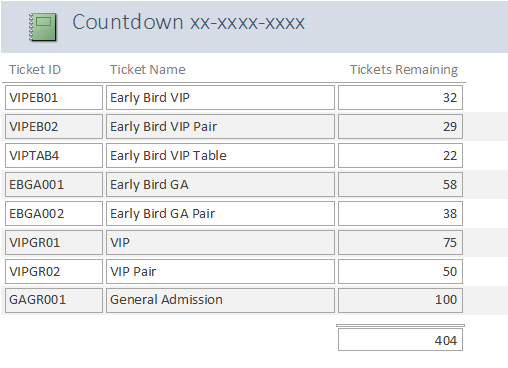 Countdown xx-xxxx-xxxx
Ticket ID Ticket Name Tickets Remaining
VIPEB01 Early Bird VIP 32
VIPEB02 Early Bird VIP Pair 29
VIPTAB4 Early Bird VIP Table 22
EBGA001 Early Bird GA 58
EBGA002 Early Bird GA Pair 38
VIPGR01 VIP 75
VIPGR02 VIP Pair 50
GAGR001 General Admission 100
404